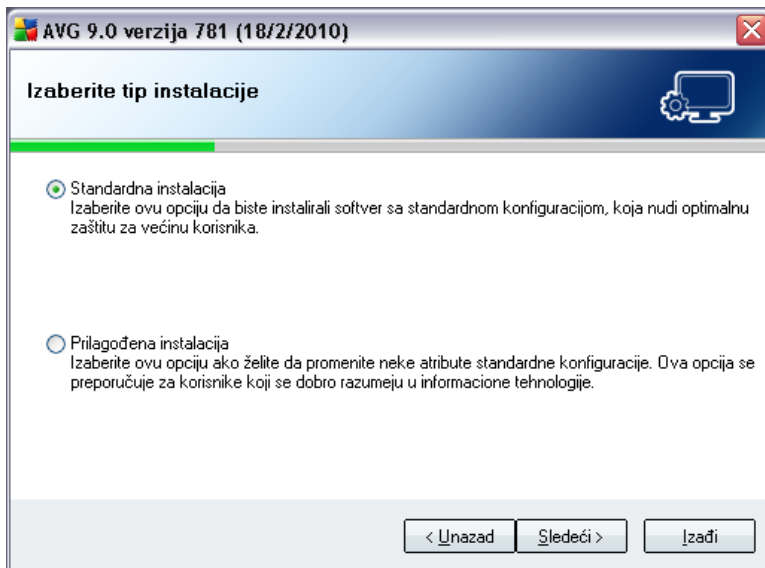 AVG 9.0 verzija 781 (18/2/2010)
Izaberite tip instalacije
Standardna instalacija
Izaberite ovu opciju da biste instalirali softver sa standardnom konfiguracijom, koja nudi optimalnu
zaštitu za većinu korisnika.
Prilagođena instalacija
Izaberite ovu opciju ako želite da promenite neke atribute standardne konfiguracije. Ova opcija se
preporučuje za korisnike koji se dobro razumeju u informacione tehnologije.
< Unazad Sledeći > Izađi